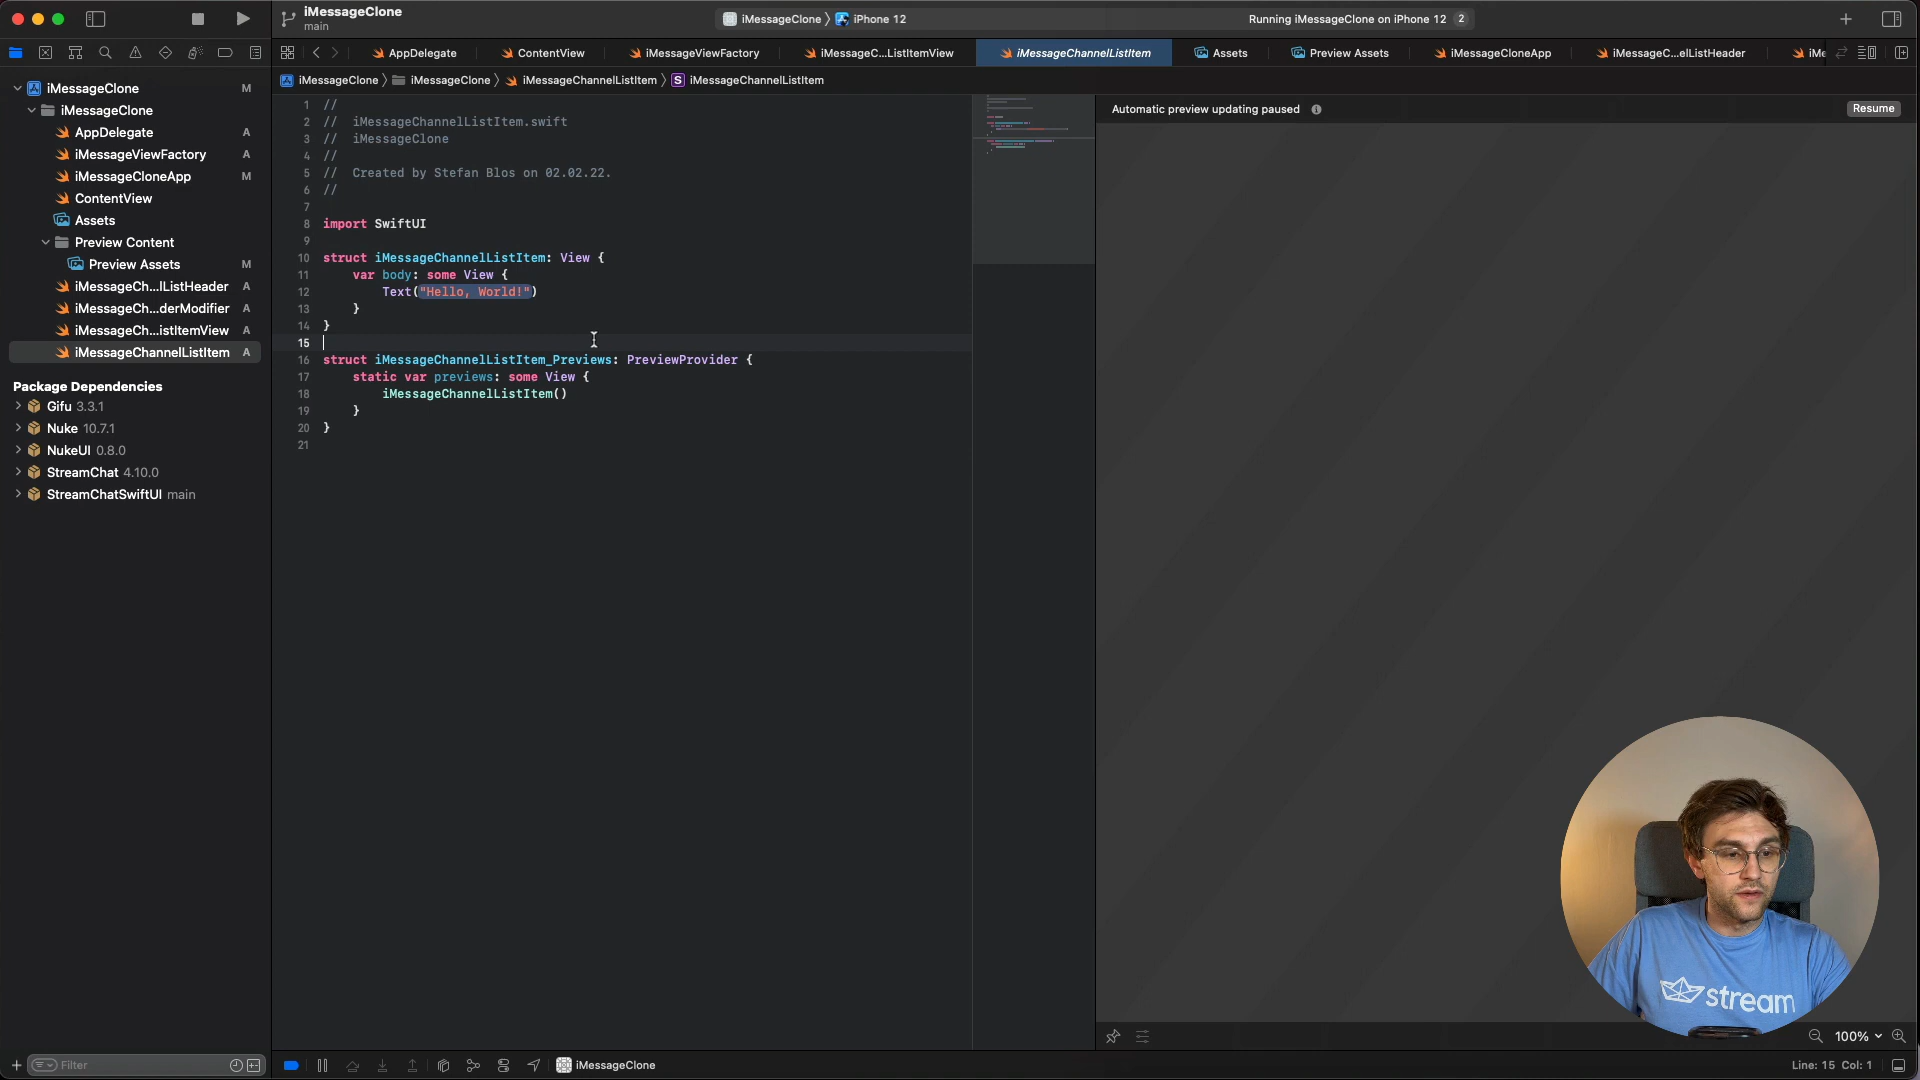 iMessageClone
main
iMessageClone
iPhone 12
Running iMessageClone on iPhone 12
2
AppDelegate
ContentView
iMessageViewFactory
iMessageC...ListItemView
iMessageChannelListItem
Assets
Preview Assets
iMessageCloneApp
iMessageC...elListHeader
iMe
iMessageClone
iMessageClone
iMessageChannelListItem
S iMessageChannelListItem
iMessageClone M
iMessageClone
AppDelegate A
iMessageViewFactory A
iMessageCloneApp M
ContentView
Assets
Preview Content
Preview Assets M
iMessageCh...lListHeader A
iMessageCh...derModifier A
iMessageCh...istItemView A
iMessageChannelListItem A
Package Dependencies
Gifu 3.3.1
Nuke 10.7.1
NukeUI 0.8.0
StreamChat 4.10.0
StreamChatSwiftUI main
Filter
1 //
2 // iMessageChannelListItem.swift
3 // iMessageClone
4 //
5 // Created by Stefan Blos on 02.02.22.
6 //
7
8 import SwiftUI
9
10 struct iMessageChannelListItem: View {
11 var body: some View {
12 Text("Hello, World!")
13 }
14 }
15
16 struct iMessageChannelListItem_Previews: PreviewProvider {
17 static var previews: some View {
18 iMessageChannelListItem()
19 }
20 }
21
Automatic preview updating paused
Resume
stream
100%
iMessageClone
Line: 15 Col: 1